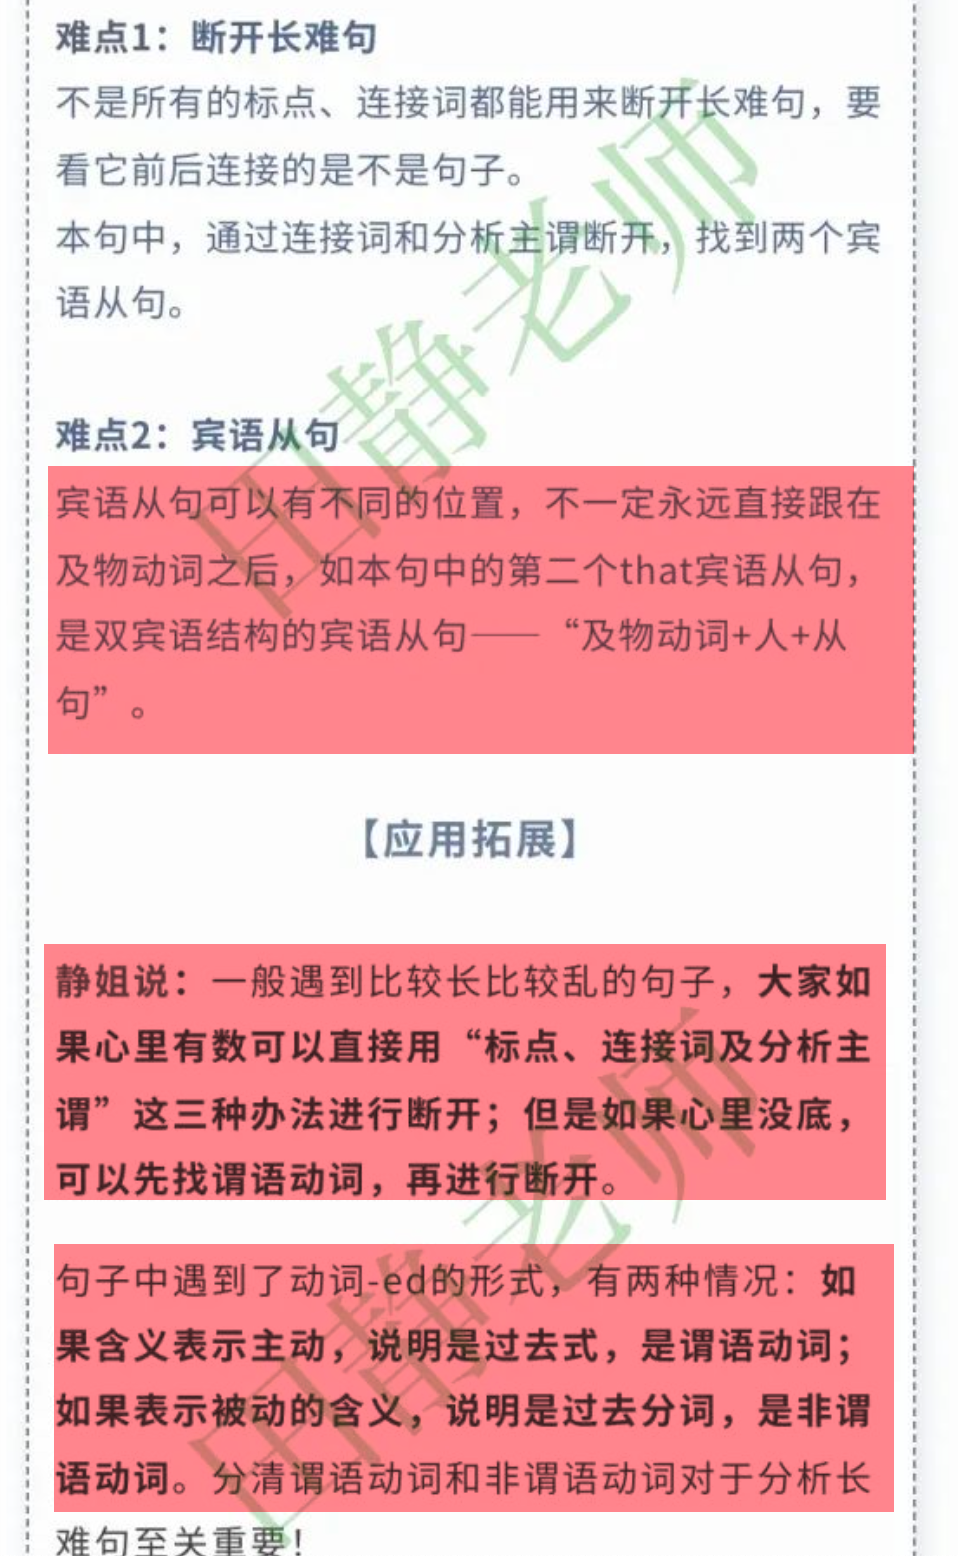 难点1：断开长难句
不是所有的标点、连接词都能用来断开长难句，要
看它前后连接的是不是句子。
本句中，通过连接词和分析主谓断开，找到两个宾
语从句。
难点2：宾语从句
宾语从句可以有不同的位置，不一定永远直接跟在
及物动词之后，如本句中的第二个that宾语从句，
是双宾语结构的宾语从句——“及物动词+人+从
句”。
【应用拓展】
静姐说：一般遇到比较长比较乱的句子，大家如
果心里有数可以直接用“标点、连接词及分析主
谓”这三种办法进行断开；但是如果心里没底，
可以先找谓语动词，再进行断开。
句子中遇到了动词-ed的形式，有两种情况：如
果含义表示主动，说明是过去式，是谓语动词；
如果表示被动的含义，说明是过去分词，是非谓
语动词。分清谓语动词和非谓语动词对于分析长
难句至关重要！
田静老师
田静老师